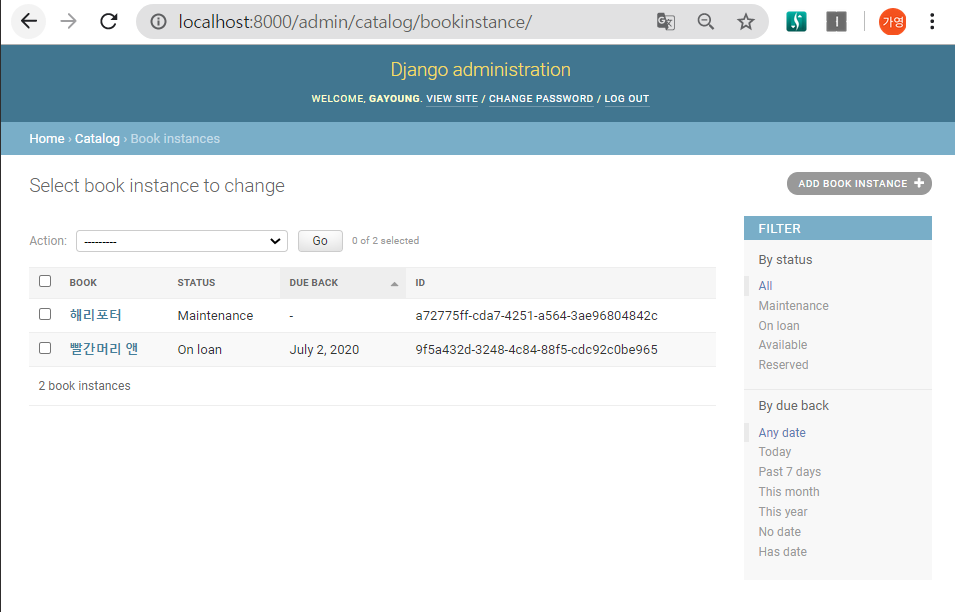 localhost:8000/admin/catalog/bookinstance/
가영
Django administration
WELCOME, GAYOUNG. VIEW SITE / CHANGE PASSWORD / LOG OUT
Home › Catalog › Book instances
Select book instance to change
ADD BOOK INSTANCE +
Action: --------- Go 0 of 2 selected
BOOK STATUS DUE BACK ID
해리포터 Maintenance - a72775ff-cda7-4251-a564-3ae96804842c
빨간머리 앤 On loan July 2, 2020 9f5a432d-3248-4c84-88f5-cdc92c0be965
2 book instances
FILTER
By status
All
Maintenance
On loan
Available
Reserved
By due back
Any date
Today
Past 7 days
This month
This year
No date
Has date